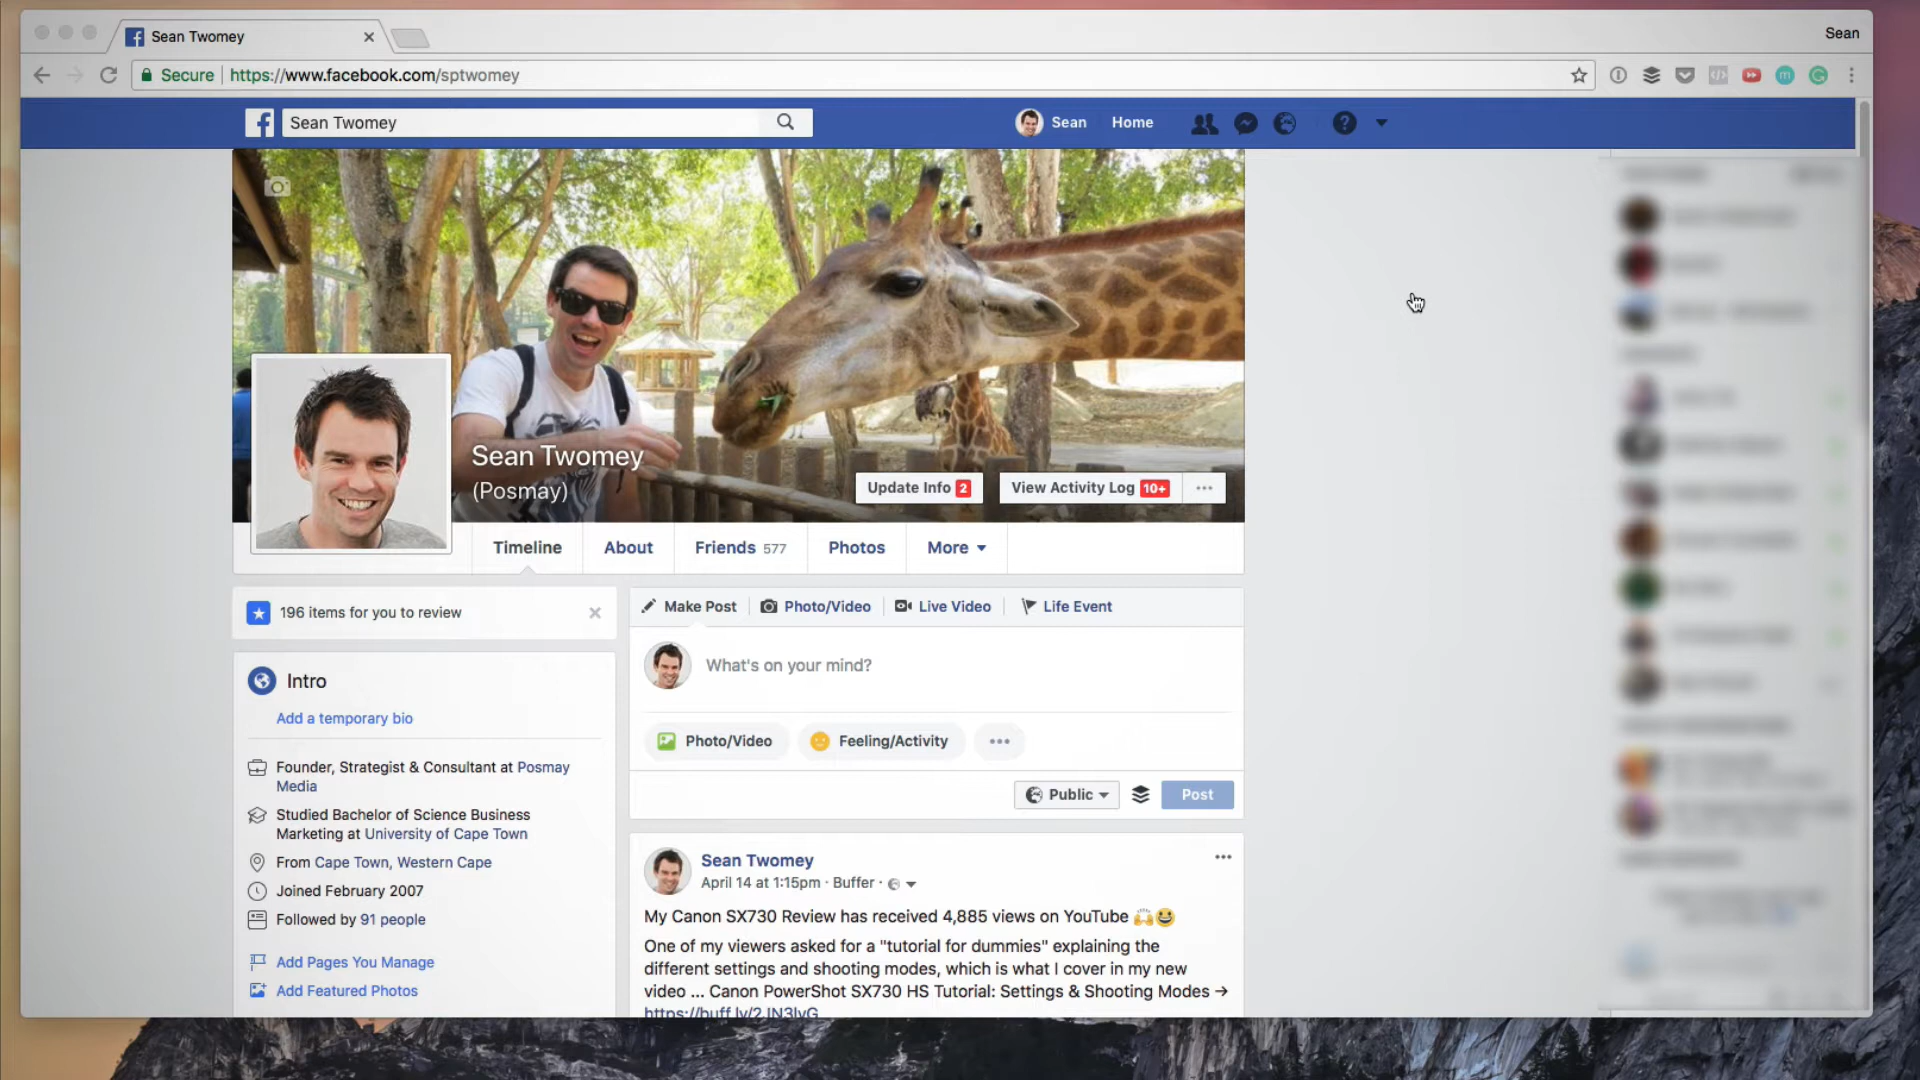 Sean Twomey
Sean
Secure
https://www.facebook.com/sptwomey
Sean Twomey
Sean
Home
Sean Twomey
(Posmay)
Update Info 2
View Activity Log 10+
Timeline
About
Friends 577
Photos
More
196 items for you to review
Intro
Add a temporary bio
Founder, Strategist & Consultant at Posmay
Media
Studied Bachelor of Science Business
Marketing at University of Cape Town
From Cape Town, Western Cape
Joined February 2007
Followed by 91 people
Add Pages You Manage
Add Featured Photos
Make Post
Photo/Video
Live Video
Life Event
What's on your mind?
Photo/Video
Feeling/Activity
Public
Post
Sean Twomey
April 14 at 1:15pm · Buffer ·
My Canon SX730 Review has received 4,885 views on YouTube 🙌😃
One of my viewers asked for a "tutorial for dummies" explaining the
different settings and shooting modes, which is what I cover in my new
video ... Canon PowerShot SX730 HS Tutorial: Settings & Shooting Modes →